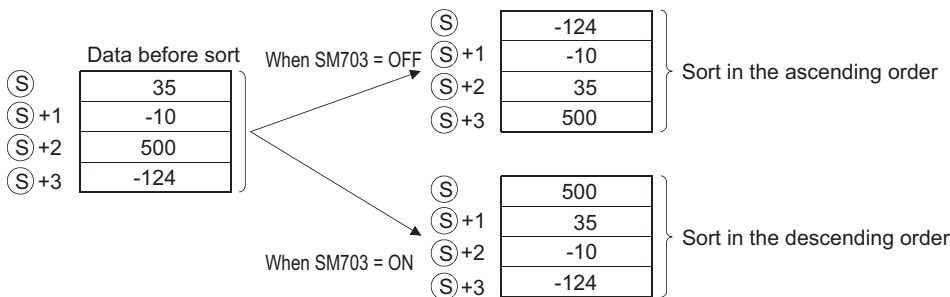 Data before sort
Ⓢ 35
Ⓢ+1 -10
Ⓢ+2 500
Ⓢ+3 -124
When SM703 = OFF
Ⓢ -124
Ⓢ+1 -10
Ⓢ+2 35
Ⓢ+3 500
Sort in the ascending order
When SM703 = ON
Ⓢ 500
Ⓢ+1 35
Ⓢ+2 -10
Ⓢ+3 -124
Sort in the descending order